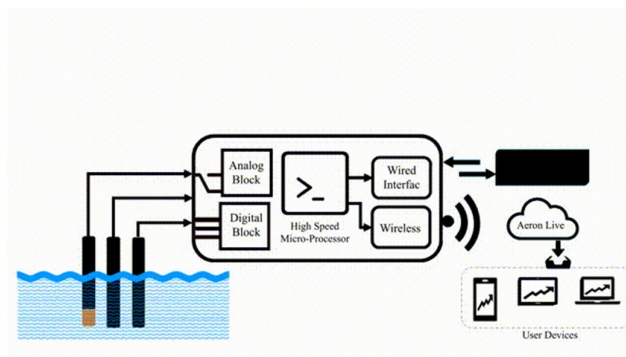 Analog
Block
Digital
Block
>_
High Speed
Micro-Processor
Wired
Interfac
Wireless
Aeron Live
User Devices